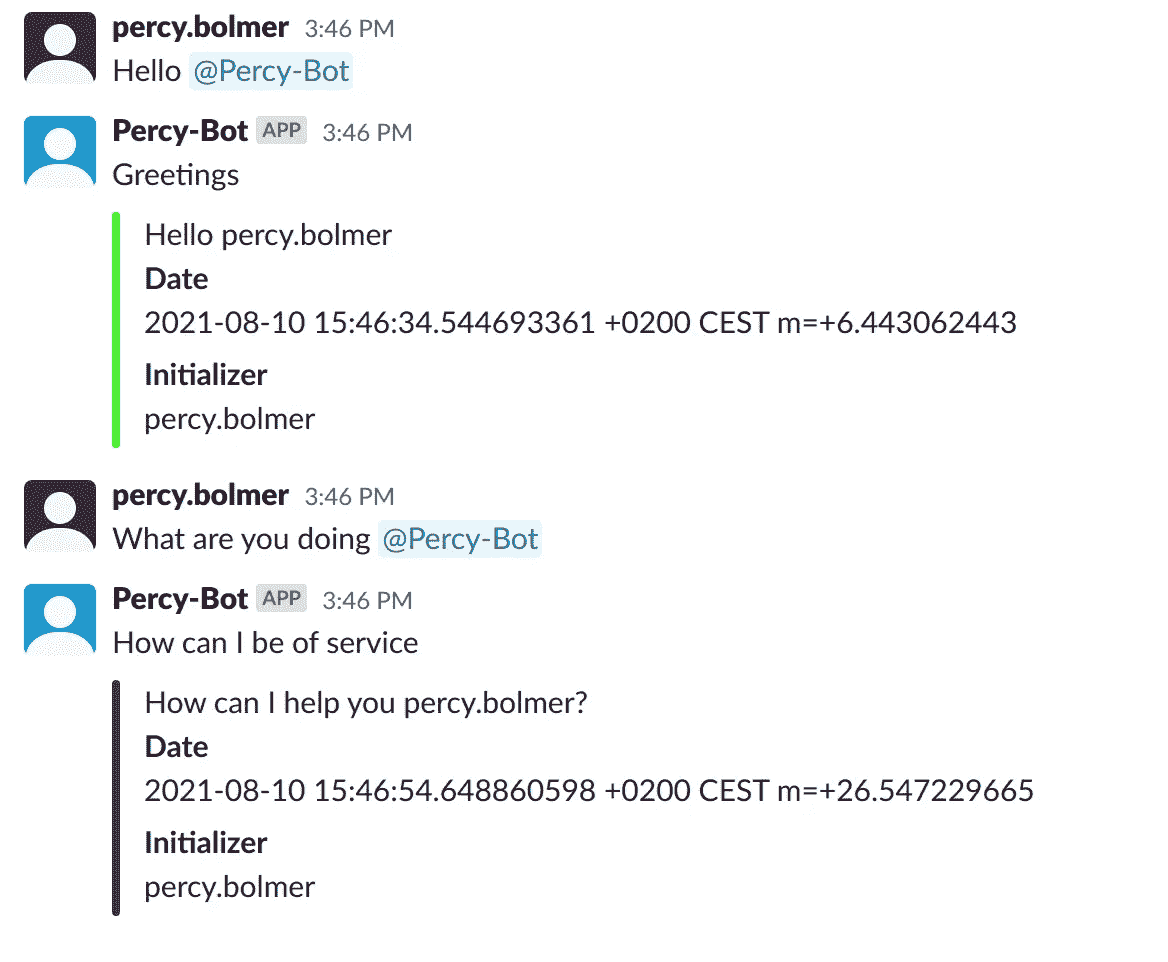 percy.bolmer 3:46 PM
Hello @Percy-Bot
Percy-Bot APP 3:46 PM
Greetings
Hello percy.bolmer
Date
2021-08-10 15:46:34.544693361 +0200 CEST m=+6.443062443
Initializer
percy.bolmer
percy.bolmer 3:46 PM
What are you doing @Percy-Bot
Percy-Bot APP 3:46 PM
How can I be of service
How can I help you percy.bolmer?
Date
2021-08-10 15:46:54.648860598 +0200 CEST m=+26.547229665
Initializer
percy.bolmer